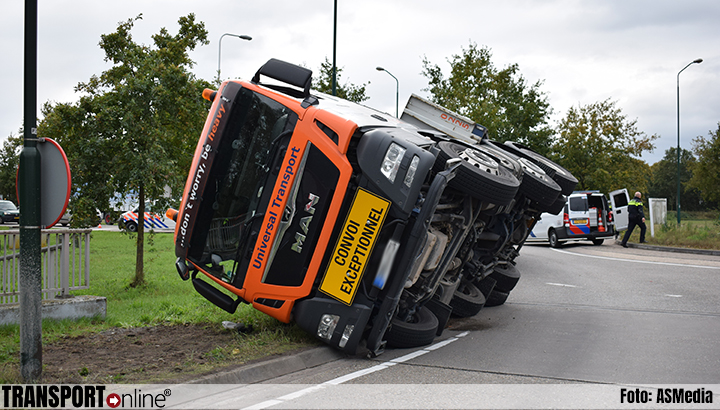 ...don't worry, be heavy!
Universal Transport
MAN
CONVOI
EXCEPTIONNEL
TRANSPORTonline®
Foto: ASMedia